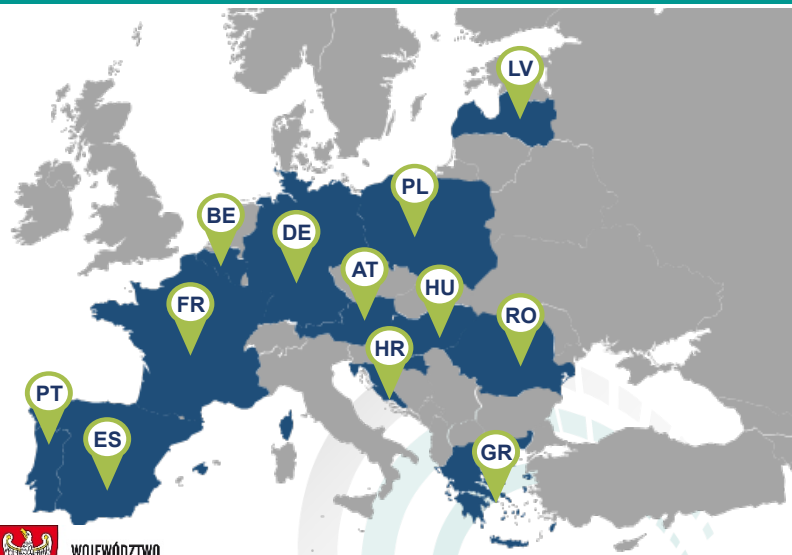 LV
PL
BE
DE
AT
HU
FR
RO
HR
PT
ES
GR
WOJEWÓDZTWO